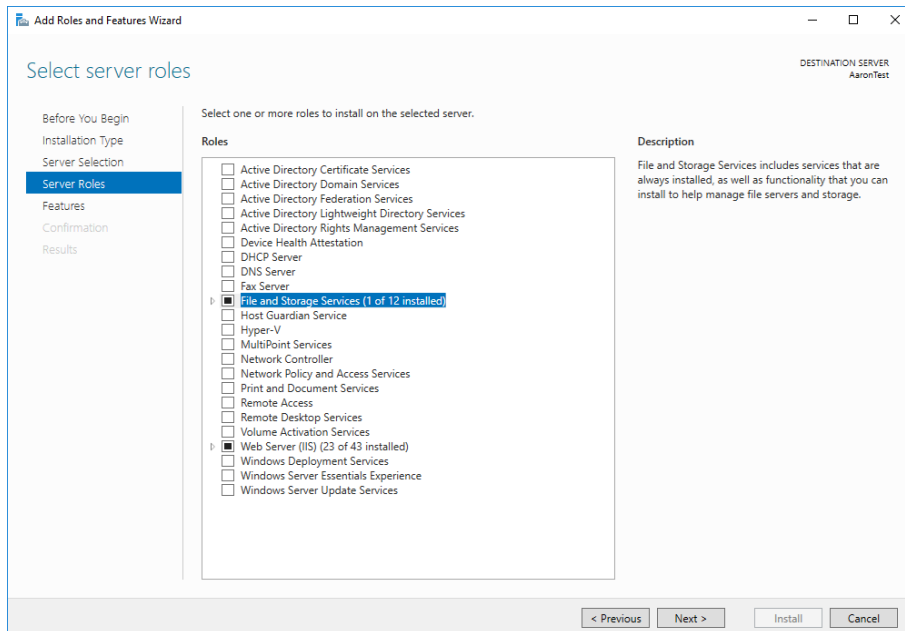 Add Roles and Features Wizard
Select server roles
DESTINATION SERVER
AaronTest
Before You Begin
Installation Type
Server Selection
Server Roles
Features
Confirmation
Results
Select one or more roles to install on the selected server.
Roles
Active Directory Certificate Services
Active Directory Domain Services
Active Directory Federation Services
Active Directory Lightweight Directory Services
Active Directory Rights Management Services
Device Health Attestation
DHCP Server
DNS Server
Fax Server
File and Storage Services (1 of 12 installed)
Host Guardian Service
Hyper-V
MultiPoint Services
Network Controller
Network Policy and Access Services
Print and Document Services
Remote Access
Remote Desktop Services
Volume Activation Services
Web Server (IIS) (23 of 43 installed)
Windows Deployment Services
Windows Server Essentials Experience
Windows Server Update Services
Description
File and Storage Services includes services that are
always installed, as well as functionality that you can
install to help manage file servers and storage.
< Previous
Next >
Install
Cancel